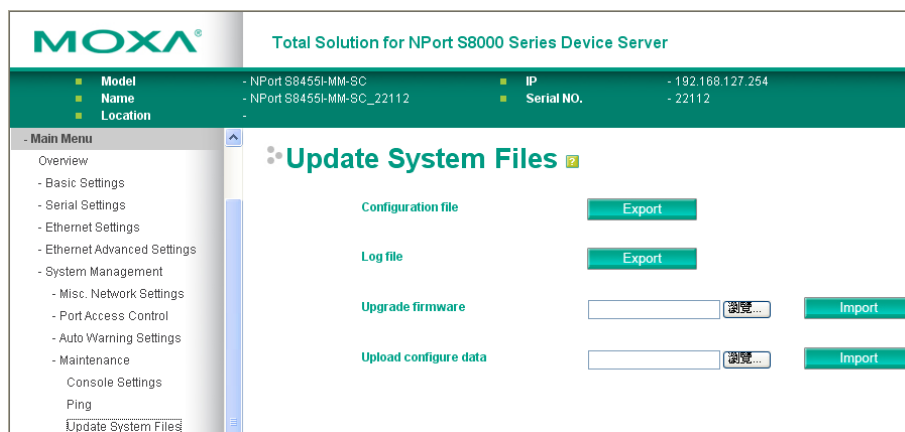 MOXA®
Total Solution for NPort S8000 Series Device Server
Model - NPort S8455I-MM-SC IP - 192.168.127.254
Name - NPort S8455I-MM-SC_22112 Serial NO. - 22112
Location -
- Main Menu
Overview
- Basic Settings
- Serial Settings
- Ethernet Settings
- Ethernet Advanced Settings
- System Management
- Misc. Network Settings
- Port Access Control
- Auto Warning Settings
- Maintenance
Console Settings
Ping
Update System Files
Update System Files ?
Configuration file Export
Log file Export
Upgrade firmware 瀏覽... Import
Upload configure data 瀏覽... Import